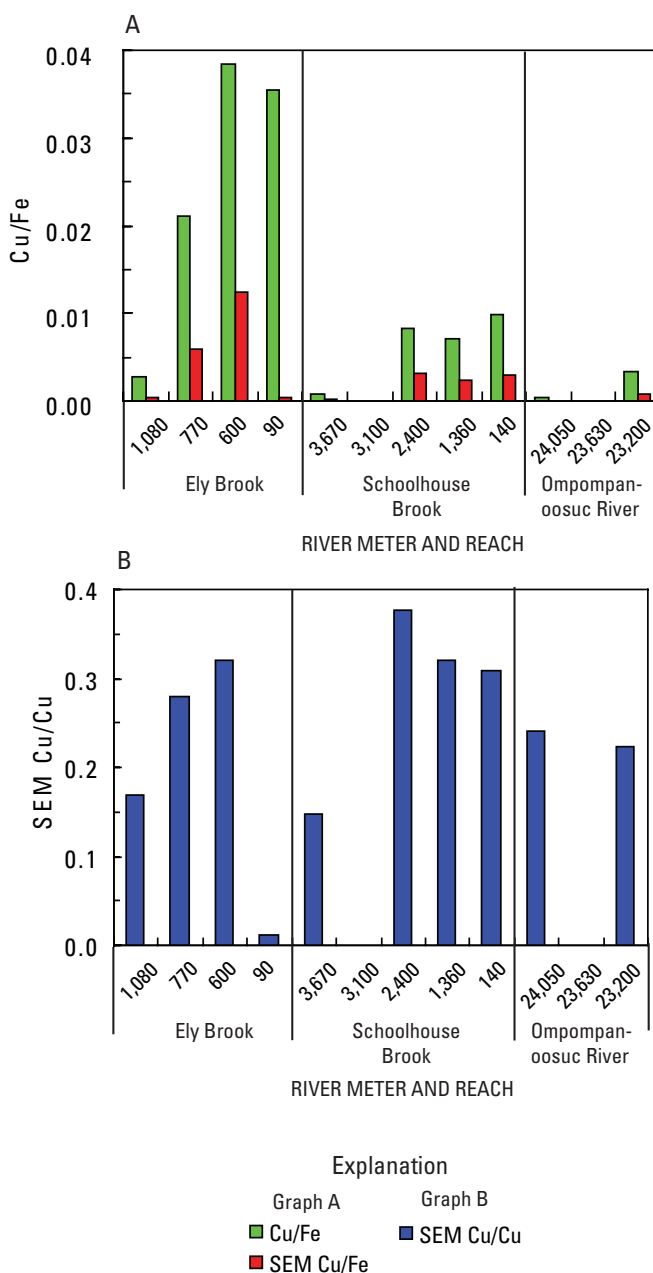 A
0.04
0.03
0.02
0.01
0.00
Cu/Fe
1,080 770 600 90 3,670 3,100 2,400 1,360 140 24,050 23,630 23,200
Ely Brook Schoolhouse Ompompan-
Brook oosuc River
RIVER METER AND REACH
B
0.4
0.3
0.2
0.1
0.0
SEM Cu/Cu
1,080 770 600 90 3,670 3,100 2,400 1,360 140 24,050 23,630 23,200
Ely Brook Schoolhouse Ompompan-
Brook oosuc River
RIVER METER AND REACH
Explanation
Graph A Graph B
Cu/Fe SEM Cu/Cu
SEM Cu/Fe